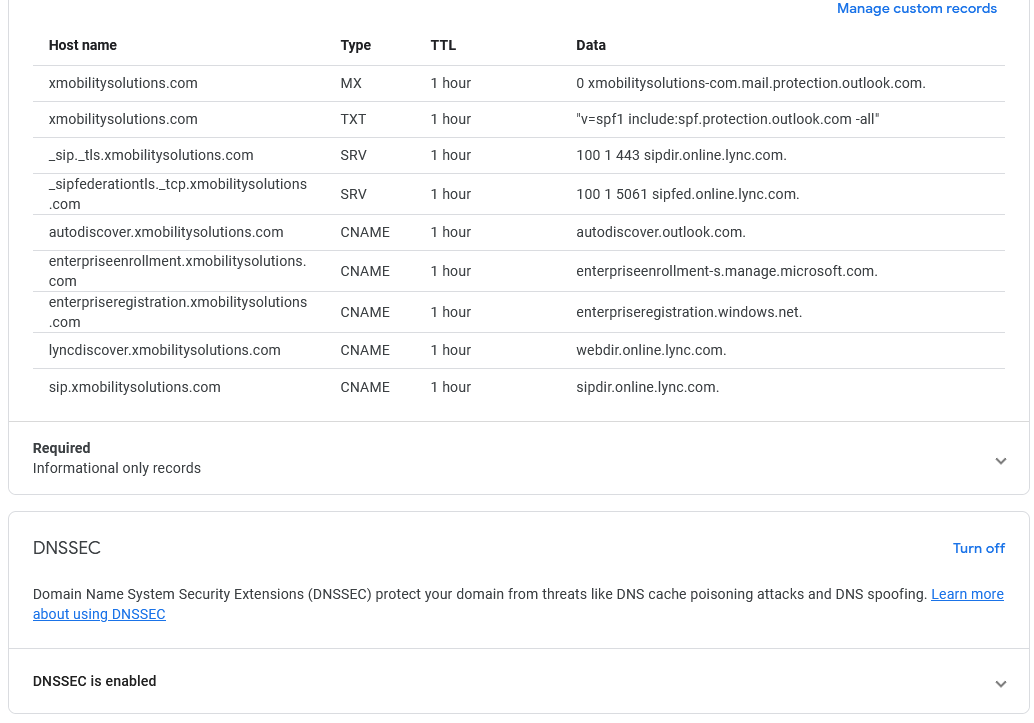 Manage custom records
Host name Type TTL Data
xmobilitysolutions.com MX 1 hour 0 xmobilitysolutions-com.mail.protection.outlook.com.
xmobilitysolutions.com TXT 1 hour "v=spf1 include:spf.protection.outlook.com -all"
_sip._tls.xmobilitysolutions.com SRV 1 hour 100 1 443 sipdir.online.lync.com.
_sipfederationtls._tcp.xmobilitysolutions
.com SRV 1 hour 100 1 5061 sipfed.online.lync.com.
autodiscover.xmobilitysolutions.com CNAME 1 hour autodiscover.outlook.com.
enterpriseenrollment.xmobilitysolutions.
com CNAME 1 hour enterpriseenrollment-s.manage.microsoft.com.
enterpriseregistration.xmobilitysolutions
.com CNAME 1 hour enterpriseregistration.windows.net.
lyncdiscover.xmobilitysolutions.com CNAME 1 hour webdir.online.lync.com.
sip.xmobilitysolutions.com CNAME 1 hour sipdir.online.lync.com.
Required
Informational only records
DNSSEC Turn off
Domain Name System Security Extensions (DNSSEC) protect your domain from threats like DNS cache poisoning attacks and DNS spoofing. Learn more
about using DNSSEC
DNSSEC is enabled